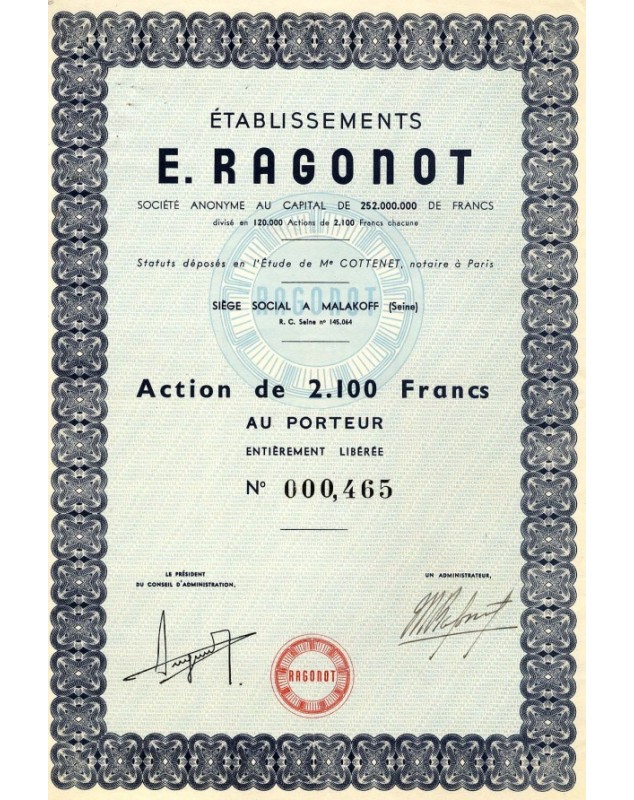 ÉTABLISSEMENTS
E. RAGONOT
SOCIÉTÉ ANONYME AU CAPITAL DE 252.000.000 DE FRANCS
divisé en 120.000 Actions de 2.100 Francs chacune
Statuts déposés en l'Étude de Me COTTENET, notaire à Paris
RAGONOT
SIÈGE SOCIAL A MALAKOFF (Seine)
R. C. Seine nº 145.064
Action de 2.100 Francs
AU PORTEUR
ENTIÈREMENT LIBÉRÉE
Nº 000,465
LE PRÉSIDENT
DU CONSEIL D'ADMINISTRATION,
UN ADMINISTRATEUR,
RAGONOT